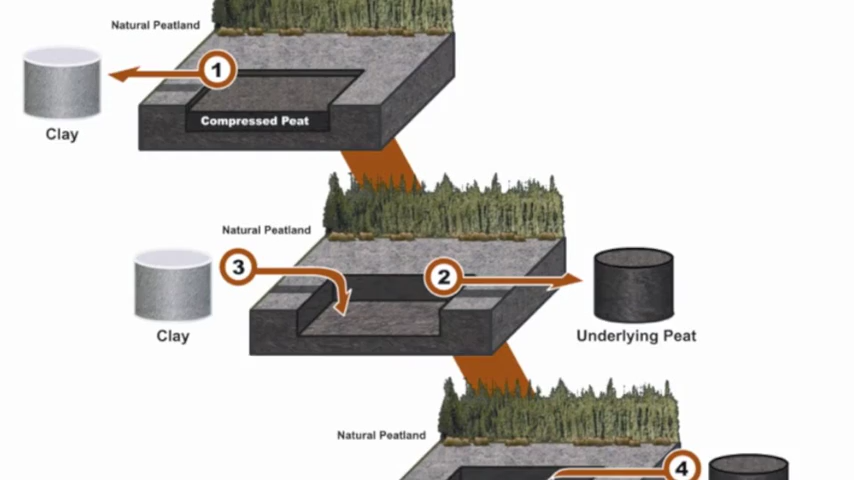 Natural Peatland
1
Clay
Compressed Peat
Natural Peatland
3
2
Clay
Underlying Peat
Natural Peatland
4